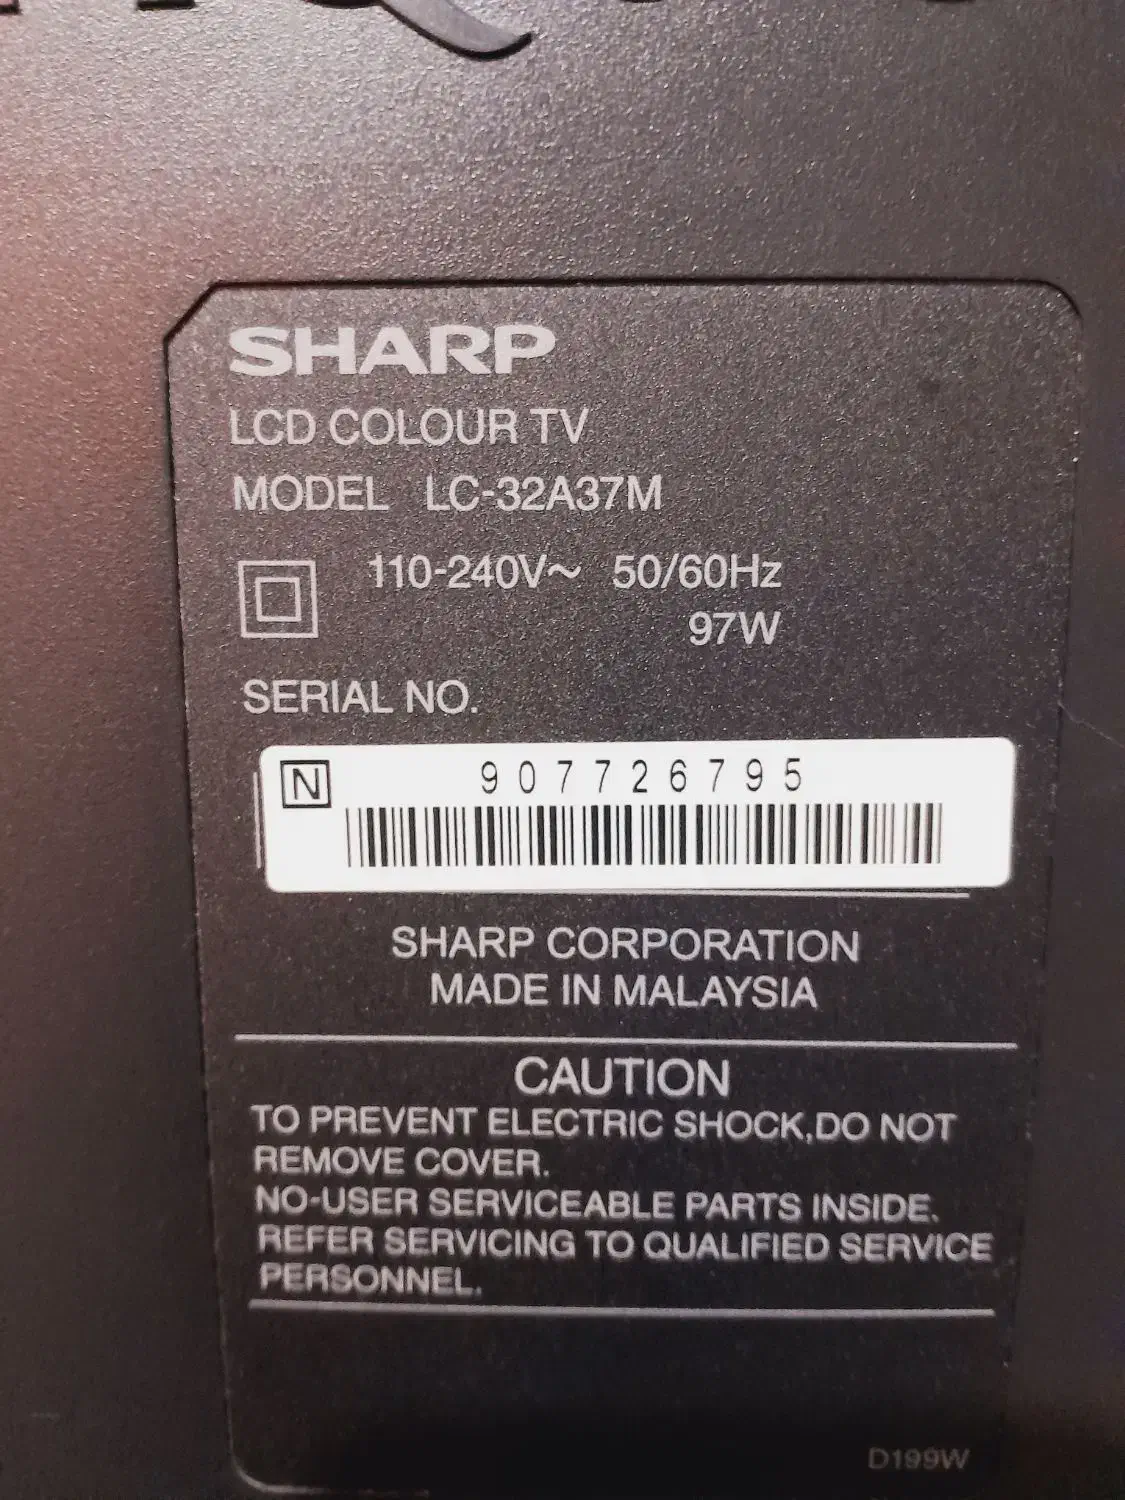 SHARP
LCD COLOUR TV
MODEL LC-32A37M
110-240V~ 50/60Hz
97W
SERIAL NO.
N 907726795
SHARP CORPORATION
MADE IN MALAYSIA
CAUTION
TO PREVENT ELECTRIC SHOCK,DO NOT
REMOVE COVER.
NO-USER SERVICEABLE PARTS INSIDE.
REFER SERVICING TO QUALIFIED SERVICE
PERSONNEL.
D199W